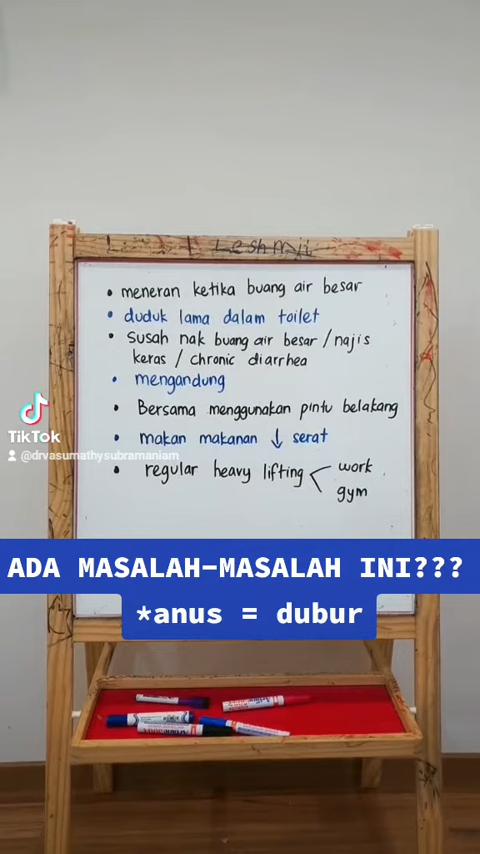 Leshmji
• meneran ketika buang air besar
• duduk lama dalam toilet
• Susah nak buang air besar / najis
keras / chronic diarrhea
• mengandung
• Bersama menggunakan pintu belakang
• makan makanan ↓ serat
• regular heavy lifting < work
gym
TikTok
@drvasumathysubramaniam
ADA MASALAH-MASALAH INI???
*anus = dubur